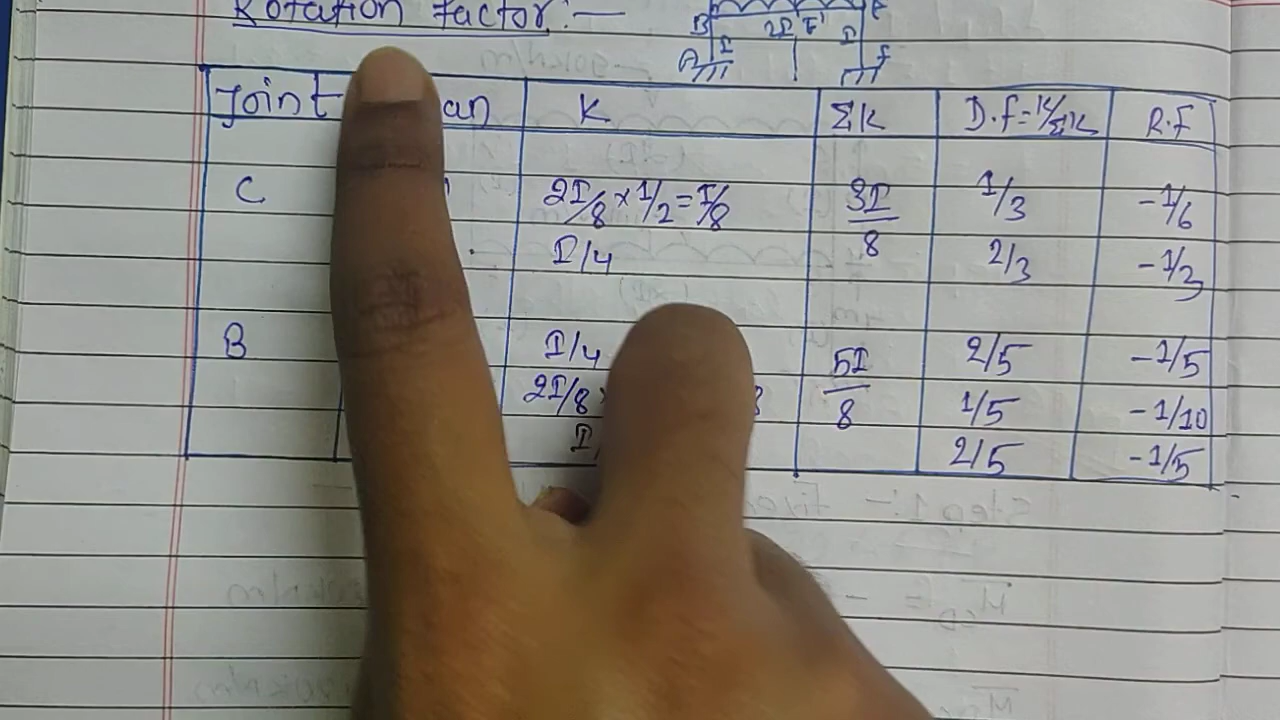 Rotation factor:—
B 2I E' E
I I
A F
Joint an K ΣK D.f=K/ΣK R.F
C 2I/8 × 1/2 = I/8 3I/8 1/3 -1/6
I/4 2/3 -1/3
B I/4 5I/8 2/5 -1/5
2I/8 1/5 -1/10
I 2/5 -1/5